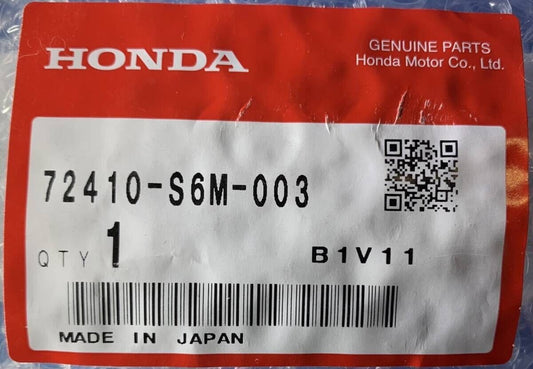 HONDA
GENUINE PARTS
Honda Motor Co., Ltd.
72410-S6M-003
QTY 1
B1V11
MADE IN JAPAN